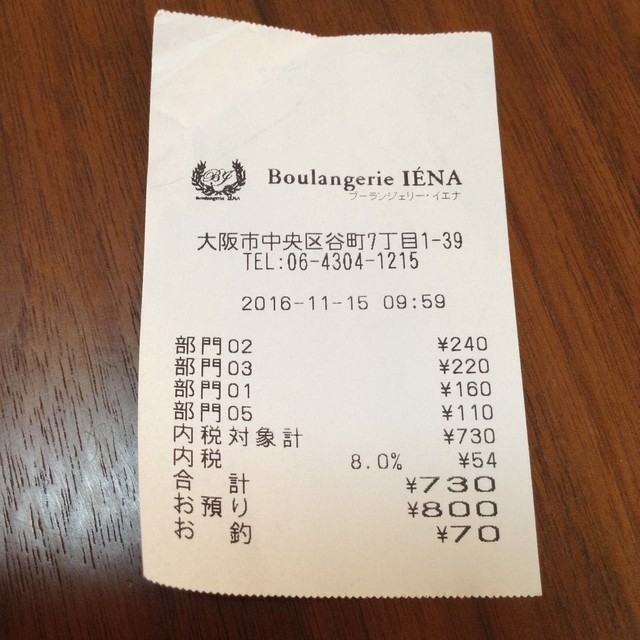 BJ
Boulangerie IÉNA
Boulangerie IÉNA
ブーランジェリー・イエナ
大阪市中央区谷町7丁目1-39
TEL:06-4304-1215
2016-11-15 09:59
部門02 ¥240
部門03 ¥220
部門01 ¥160
部門05 ¥110
内税対象計 ¥730
内税 8.0% ¥54
合計 ¥730
お預り ¥800
お釣 ¥70